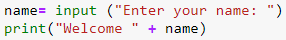 name= input ("Enter your name: ")
print("Welcome " + name)